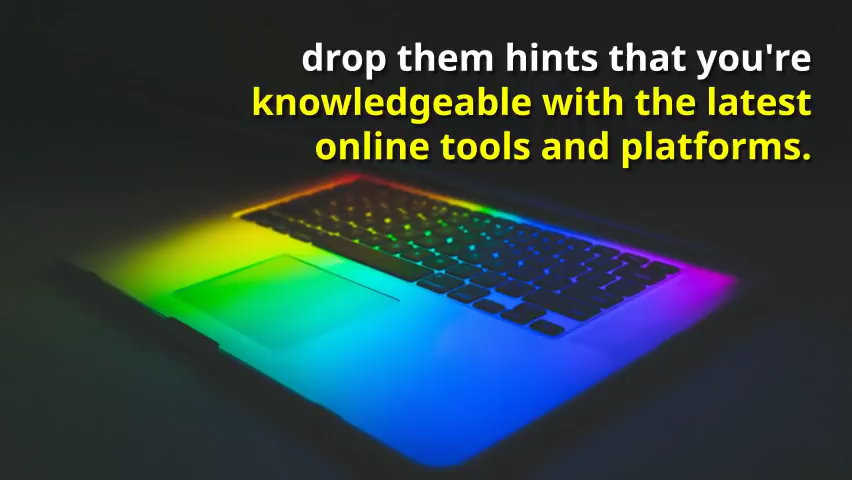 drop them hints that you're
knowledgeable with the latest
online tools and platforms.